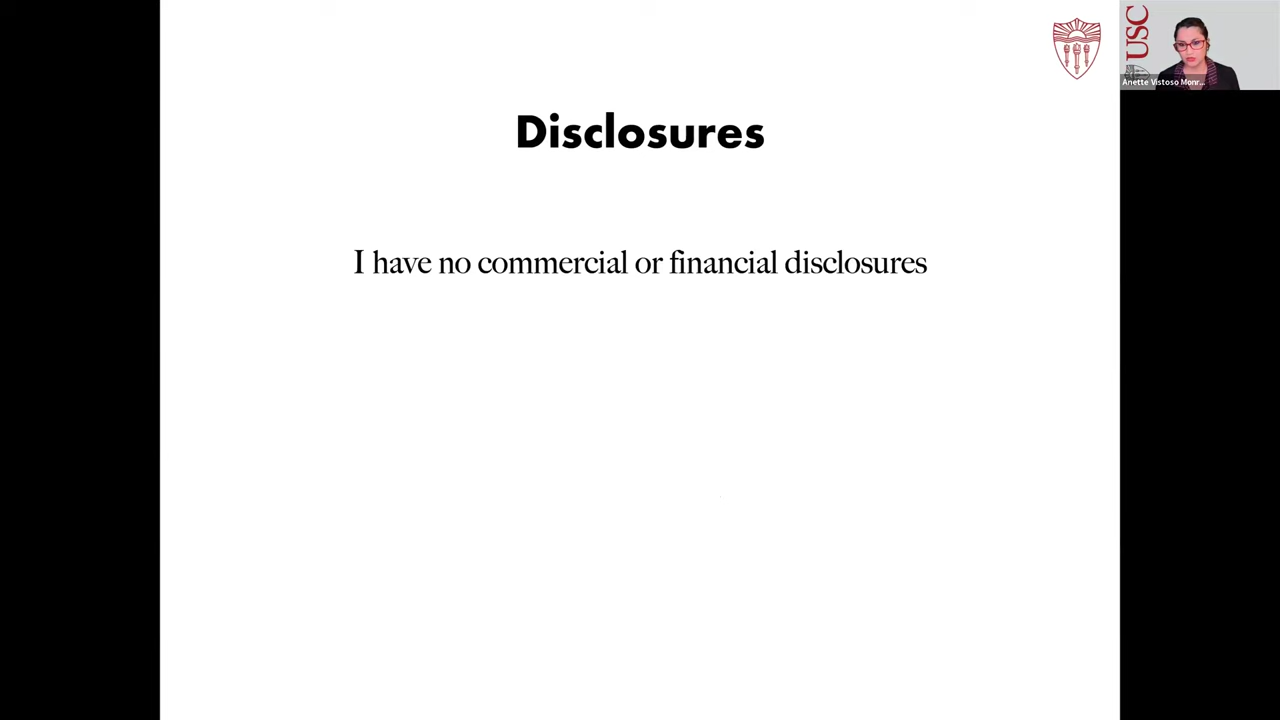 USC
Anette Vistoso Monr...
Disclosures
I have no commercial or financial disclosures